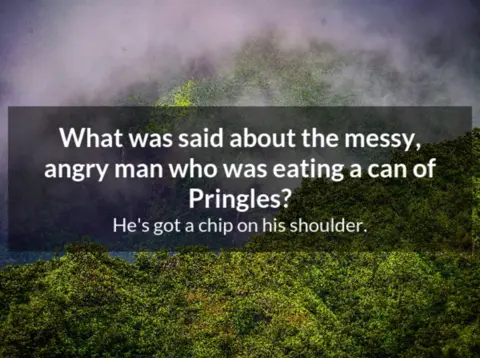 What was said about the messy,
angry man who was eating a can of
Pringles?
He's got a chip on his shoulder.